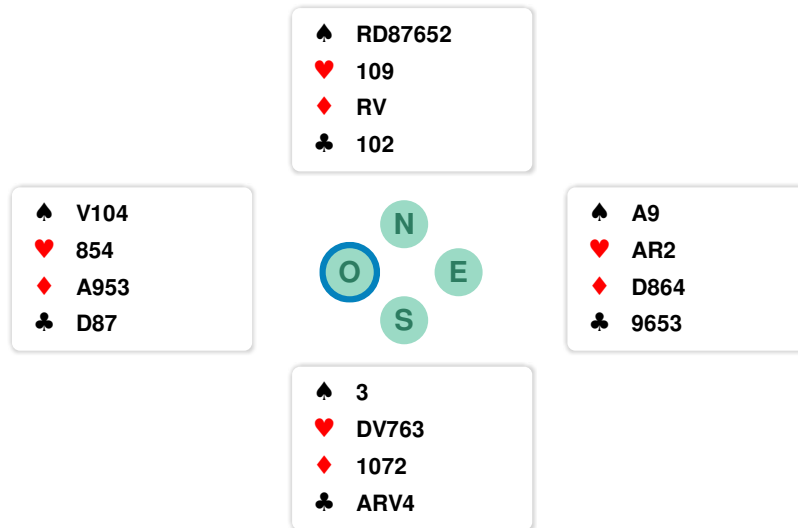 ♠ RD87652
♥ 109
♦ RV
♣ 102
♠ V104
♥ 854
♦ A953
♣ D87
N
O
E
S
♠ A9
♥ AR2
♦ D864
♣ 9653
♠ 3
♥ DV763
♦ 1072
♣ ARV4